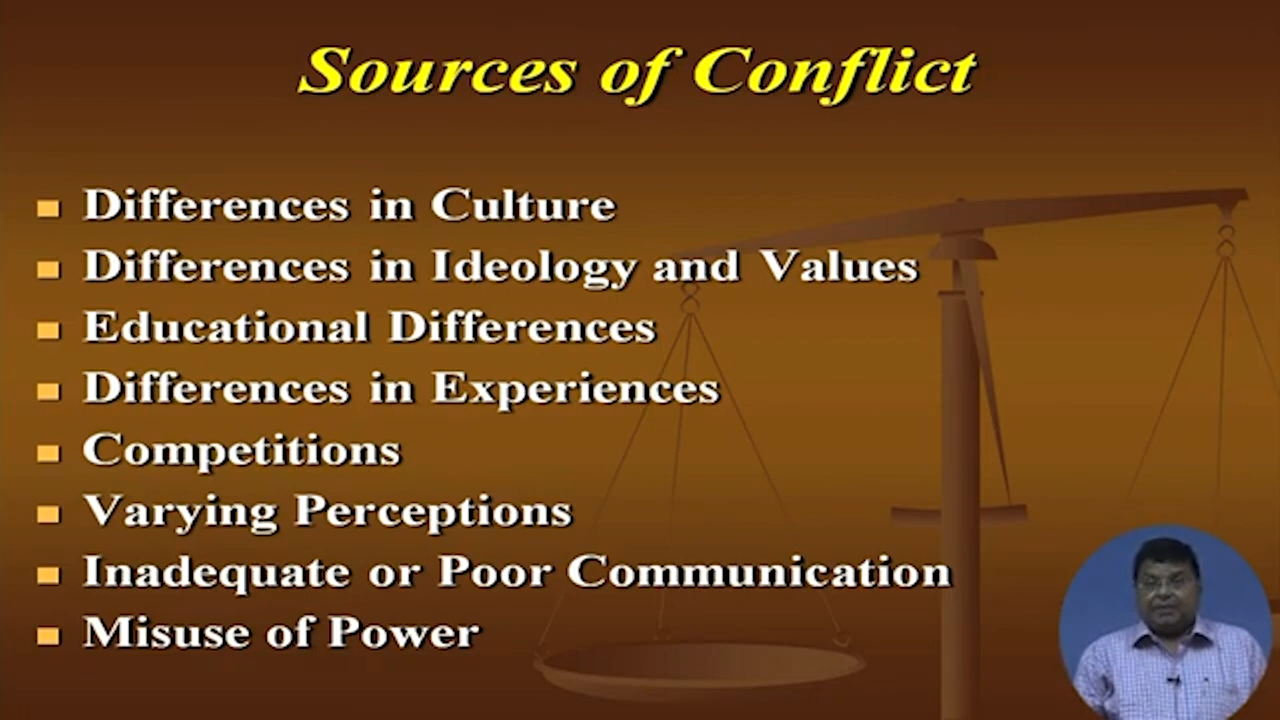 Sources of Conflict
Differences in Culture
Differences in Ideology and Values
Educational Differences
Differences in Experiences
Competitions
Varying Perceptions
Inadequate or Poor Communication
Misuse of Power